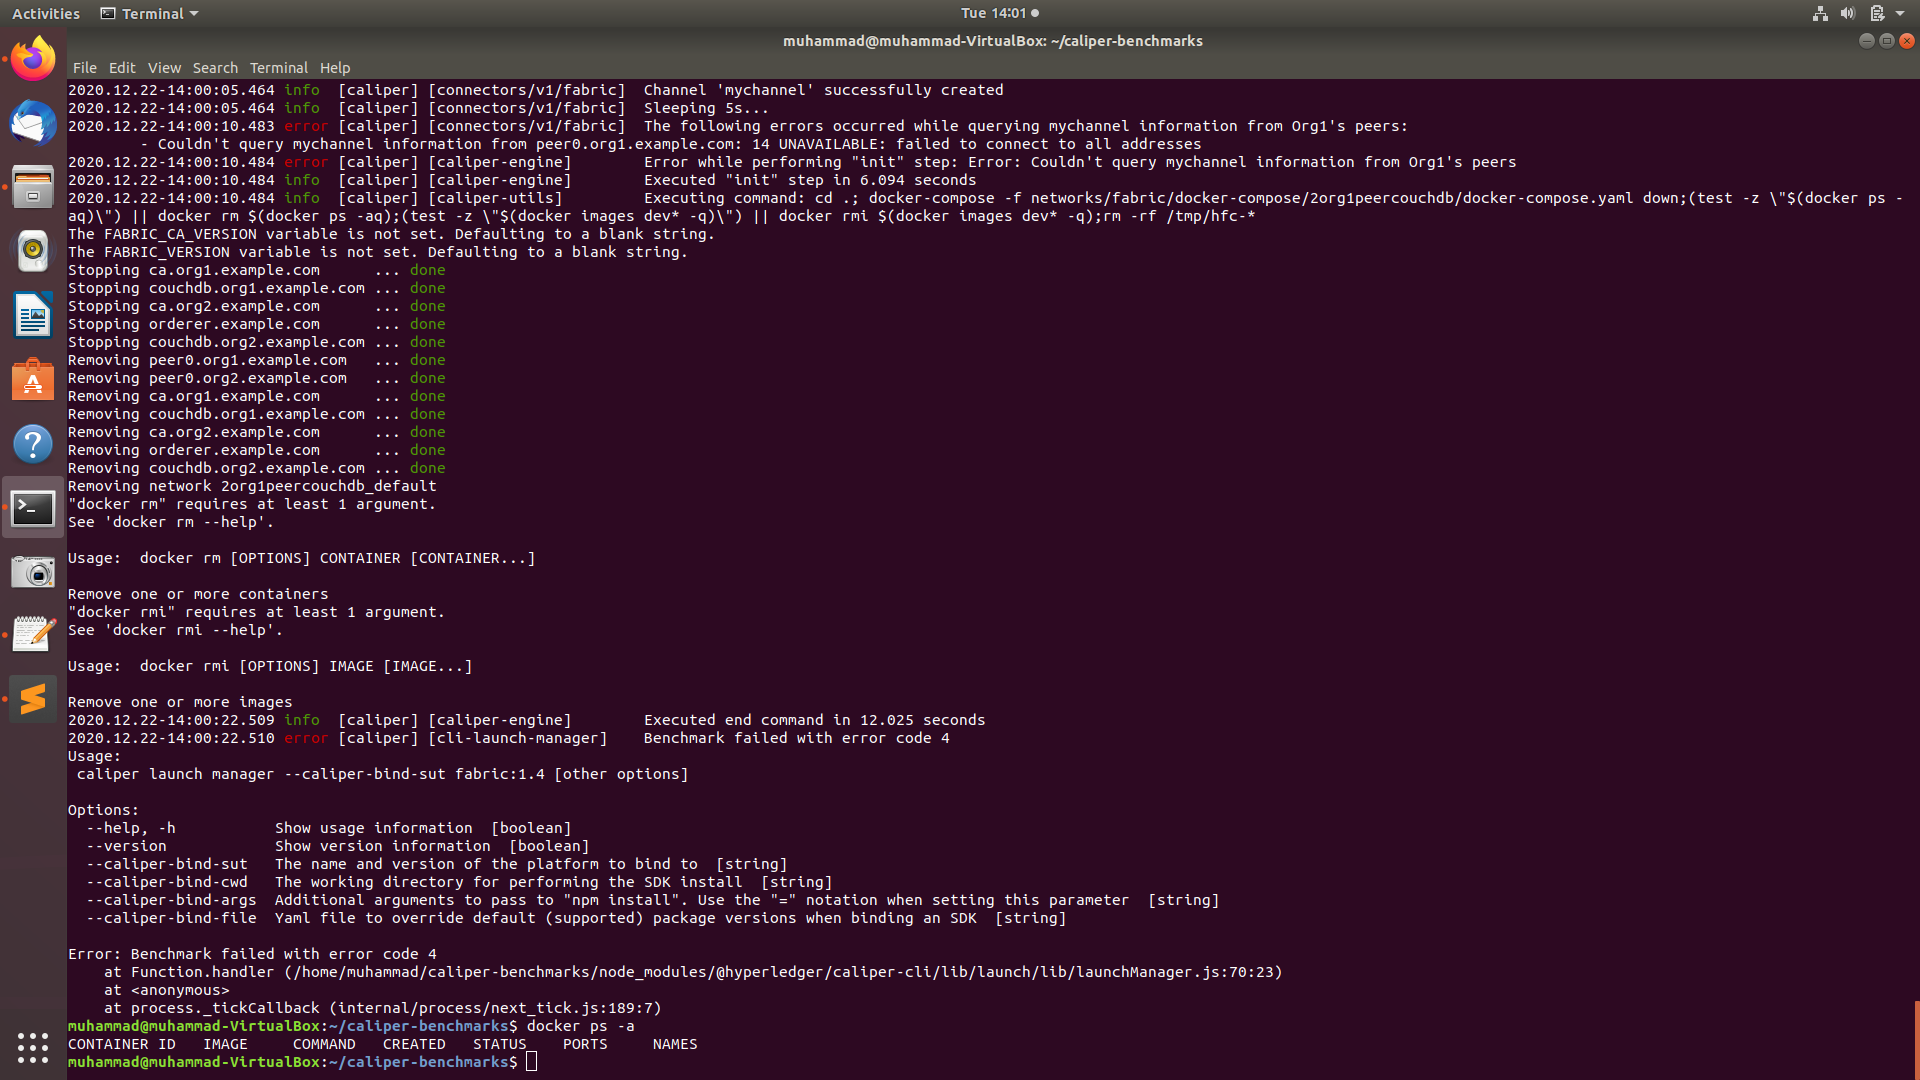 Activities Terminal Tue 14:01
muhammad@muhammad-VirtualBox: ~/caliper-benchmarks
File Edit View Search Terminal Help
2020.12.22-14:00:05.464 info  [caliper] [connectors/v1/fabric]  Channel 'mychannel' successfully created
2020.12.22-14:00:05.464 info  [caliper] [connectors/v1/fabric]  Sleeping 5s...
2020.12.22-14:00:10.483 error [caliper] [connectors/v1/fabric]  The following errors occurred while querying mychannel information from Org1's peers:
        - Couldn't query mychannel information from peer0.org1.example.com: 14 UNAVAILABLE: failed to connect to all addresses
2020.12.22-14:00:10.484 error [caliper] [caliper-engine]        Error while performing "init" step: Error: Couldn't query mychannel information from Org1's peers
2020.12.22-14:00:10.484 info  [caliper] [caliper-engine]        Executed "init" step in 6.094 seconds
2020.12.22-14:00:10.484 info  [caliper] [caliper-utils]         Executing command: cd .; docker-compose -f networks/fabric/docker-compose/2org1peercouchdb/docker-compose.yaml down;(test -z \"$(docker ps -
aq)\") || docker rm $(docker ps -aq);(test -z \"$(docker images dev* -q)\") || docker rmi $(docker images dev* -q);rm -rf /tmp/hfc-*
The FABRIC_CA_VERSION variable is not set. Defaulting to a blank string.
The FABRIC_VERSION variable is not set. Defaulting to a blank string.
Stopping ca.org1.example.com      ... done
Stopping couchdb.org1.example.com ... done
Stopping ca.org2.example.com      ... done
Stopping orderer.example.com      ... done
Stopping couchdb.org2.example.com ... done
Removing peer0.org1.example.com   ... done
Removing peer0.org2.example.com   ... done
Removing ca.org1.example.com      ... done
Removing couchdb.org1.example.com ... done
Removing ca.org2.example.com      ... done
Removing orderer.example.com      ... done
Removing couchdb.org2.example.com ... done
Removing network 2org1peercouchdb_default
"docker rm" requires at least 1 argument.
See 'docker rm --help'.
Usage:  docker rm [OPTIONS] CONTAINER [CONTAINER...]
Remove one or more containers
"docker rmi" requires at least 1 argument.
See 'docker rmi --help'.
Usage:  docker rmi [OPTIONS] IMAGE [IMAGE...]
Remove one or more images
2020.12.22-14:00:22.509 info  [caliper] [caliper-engine]        Executed end command in 12.025 seconds
2020.12.22-14:00:22.510 error [caliper] [cli-launch-manager]    Benchmark failed with error code 4
Usage:
 caliper launch manager --caliper-bind-sut fabric:1.4 [other options]
Options:
  --help, -h           Show usage information  [boolean]
  --version            Show version information  [boolean]
  --caliper-bind-sut   The name and version of the platform to bind to  [string]
  --caliper-bind-cwd   The working directory for performing the SDK install  [string]
  --caliper-bind-args  Additional arguments to pass to "npm install". Use the "=" notation when setting this parameter  [string]
  --caliper-bind-file  Yaml file to override default (supported) package versions when binding an SDK  [string]
Error: Benchmark failed with error code 4
    at Function.handler (/home/muhammad/caliper-benchmarks/node_modules/@hyperledger/caliper-cli/lib/launch/lib/launchManager.js:70:23)
    at <anonymous>
    at process._tickCallback (internal/process/next_tick.js:189:7)
muhammad@muhammad-VirtualBox:~/caliper-benchmarks$ docker ps -a
CONTAINER ID   IMAGE     COMMAND   CREATED   STATUS    PORTS     NAMES
muhammad@muhammad-VirtualBox:~/caliper-benchmarks$